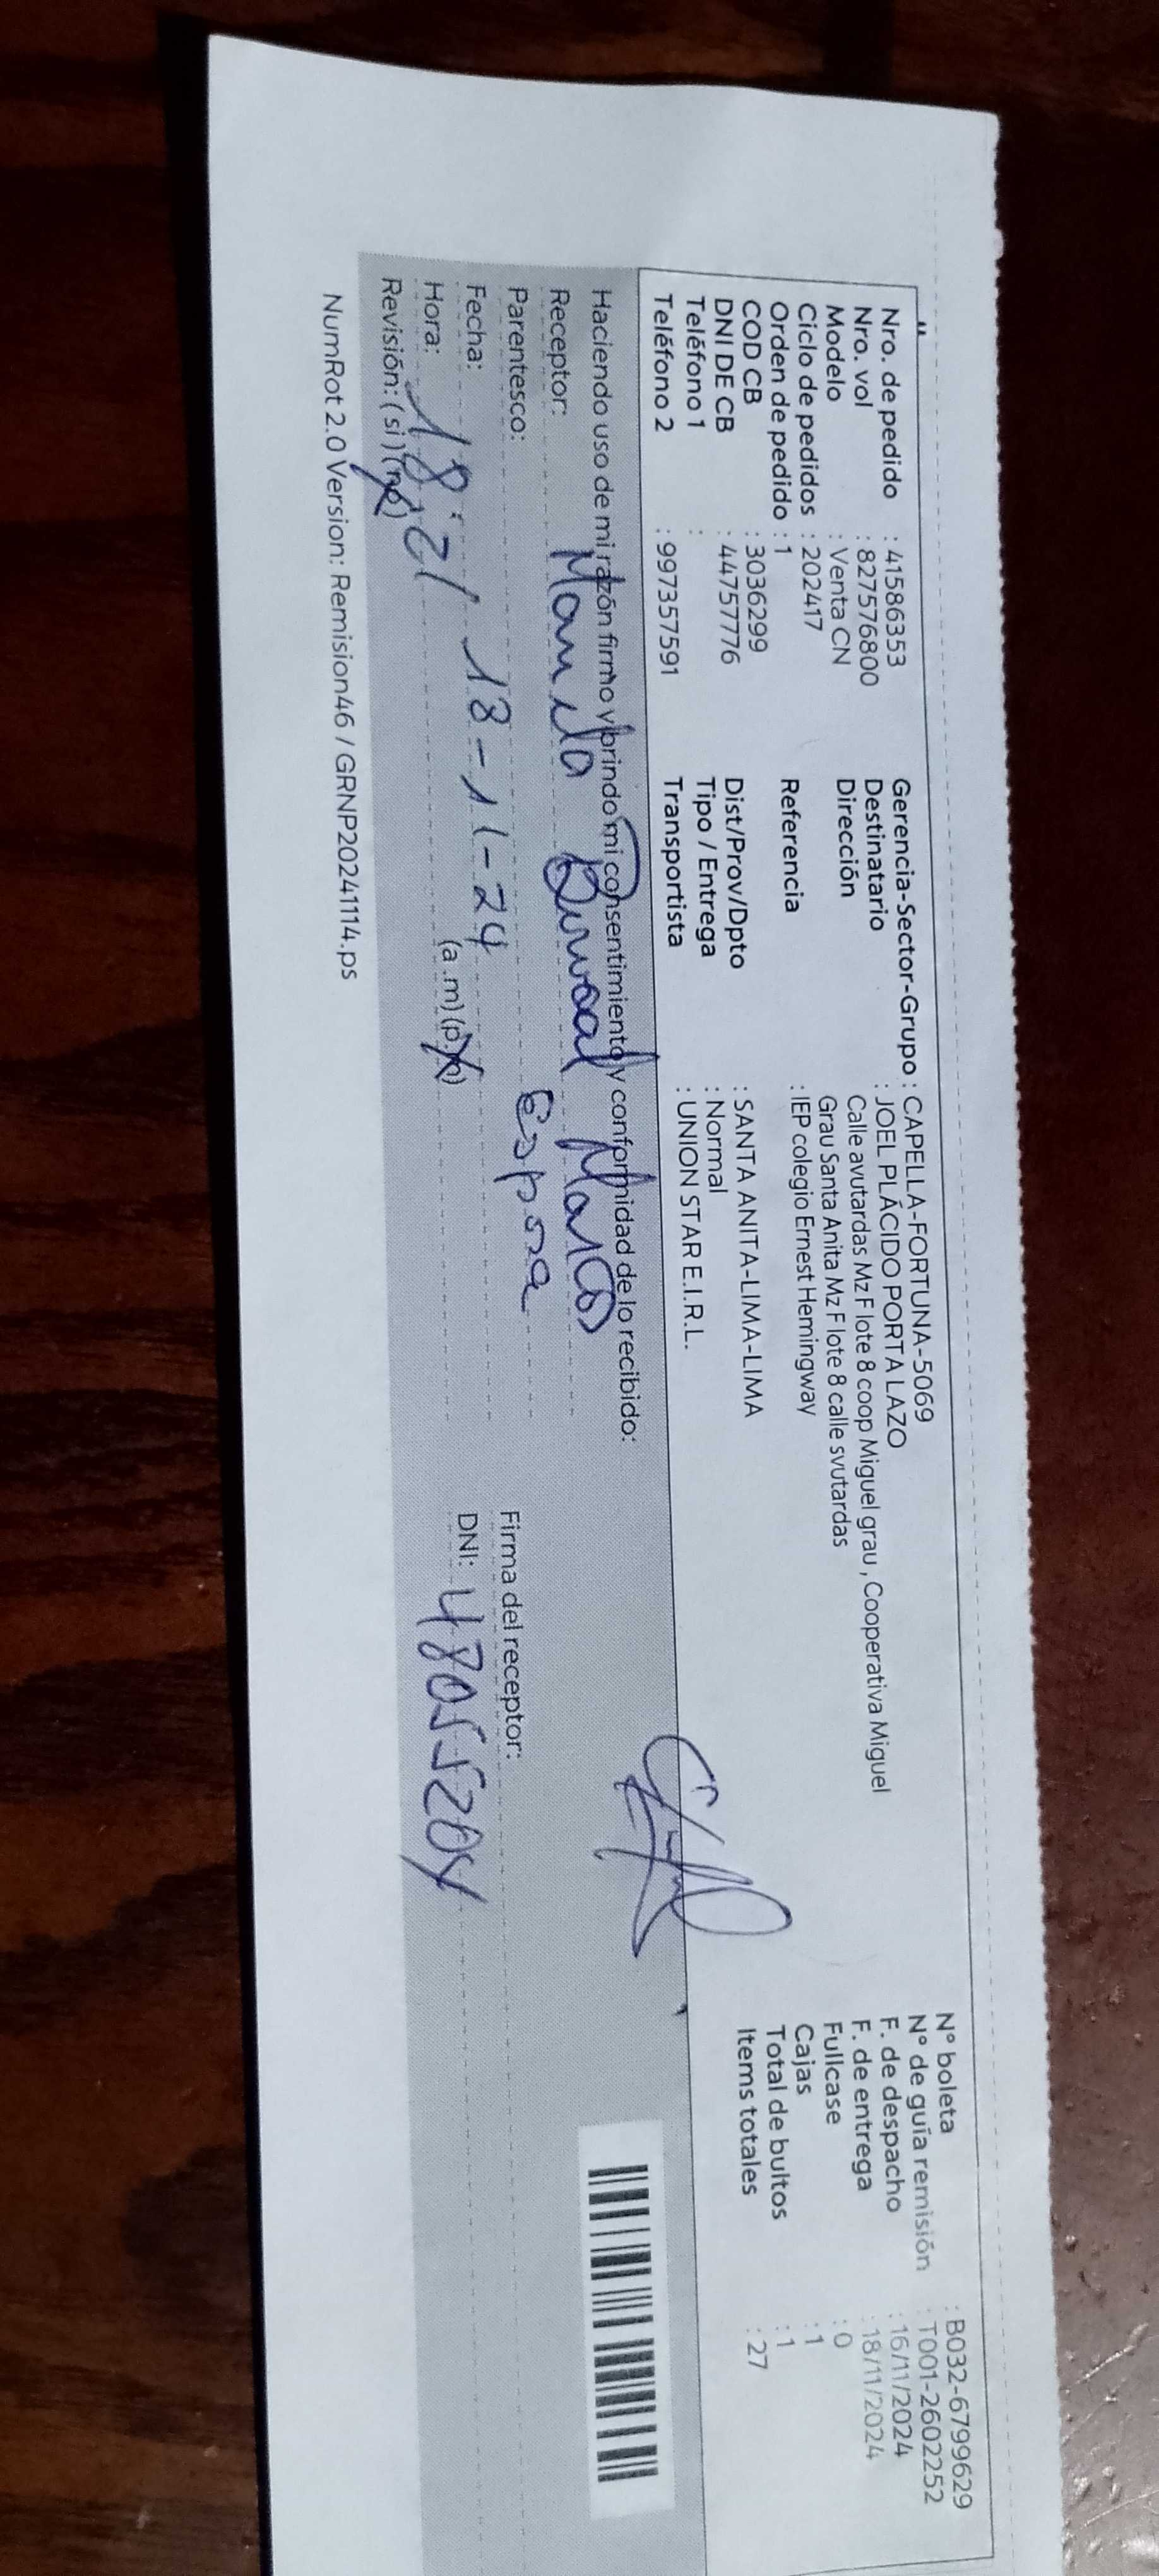 Nro. de pedido : 41586353
Nro. vol : 827576800
Modelo : Venta CN
Ciclo de pedidos : 202417
Orden de pedido : 1
COD CB : 3036299
DNI DE CB : 44757776
Teléfono 1 :
Teléfono 2 : 997357591
Gerencia-Sector-Grupo : CAPELLA-FORTUNA-5069
Destinatario : JOEL PLÁCIDO PORTA LAZO
Dirección Calle avutardas Mz F lote 8 coop Miguel grau , Cooperativa Miguel
Grau Santa Anita Mz F lote 8 calle svutardas
Referencia : IEP colegio Ernest Hemingway
Dist/Prov/Dpto : SANTA ANITA-LIMA-LIMA
Tipo / Entrega : Normal
Transportista : UNION STAR E.I.R.L.
N° boleta : B032-6799629
N° de guía remisión : T001-2602252
F. de despacho : 16/11/2024
F. de entrega : 18/11/2024
Fullcase : 0
Cajas : 1
Total de bultos : 1
Items totales : 27
Haciendo uso de mi razón firmo y brindo mi consentimiento y conformidad de lo recibido:
Receptor:
Parentesco: Esposa
Fecha: 18-11-24
Hora: 18:21 (a.m) (p.m)
Revisión: (si) (no)
Firma del receptor:
DNI: 48055204
NumRot 2.0 Version: Remision46 / GRNP20241114.ps